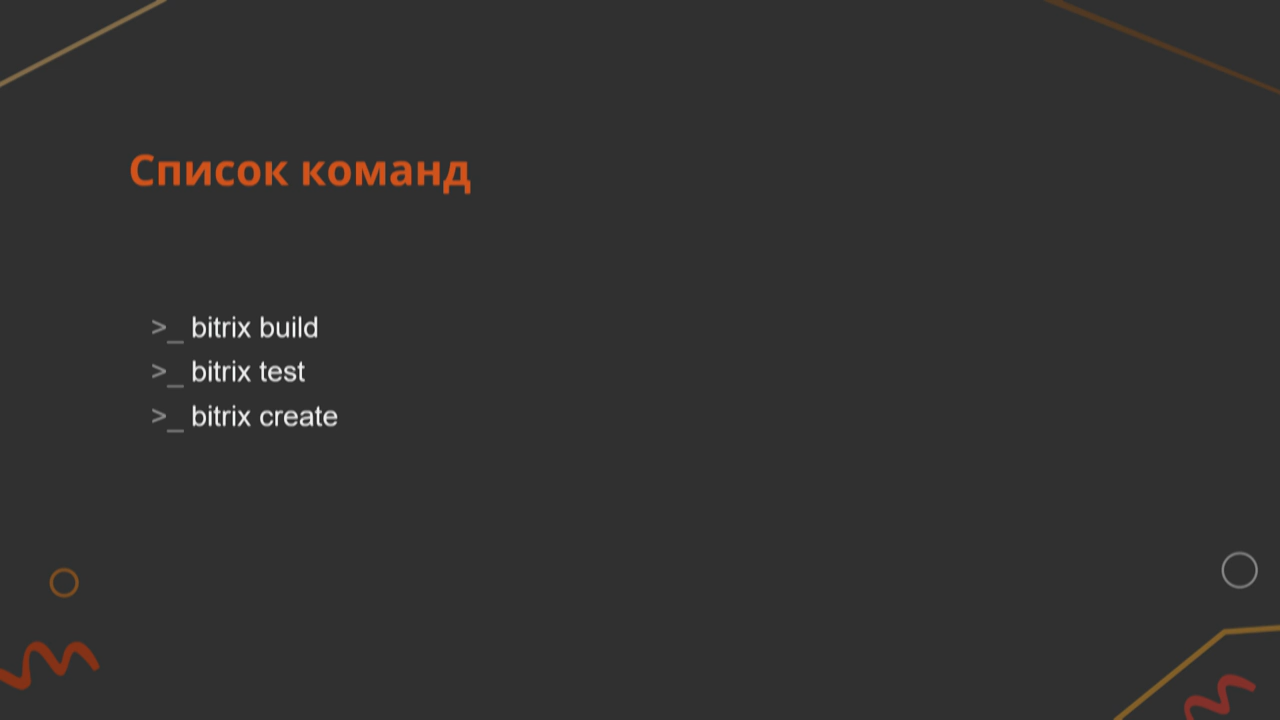 Список команд
>_ bitrix build
>_ bitrix test
>_ bitrix create